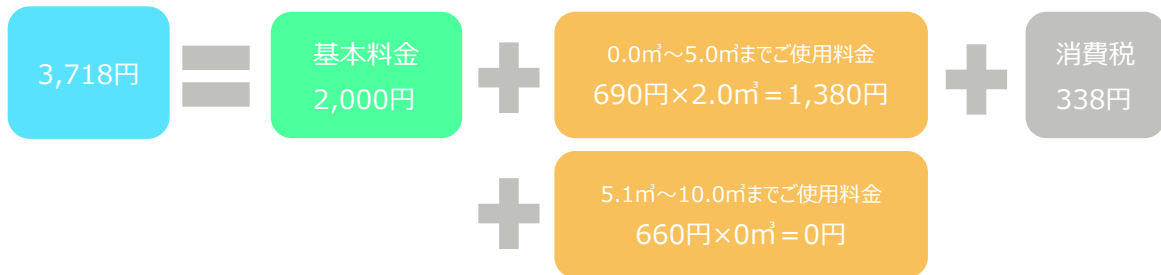 3,718円
基本料金
2,000円
0.0㎥～5.0㎥までご使用料金
690円×2.0㎥＝1,380円
消費税
338円
5.1㎥～10.0㎥までご使用料金
660円×0㎥＝0円